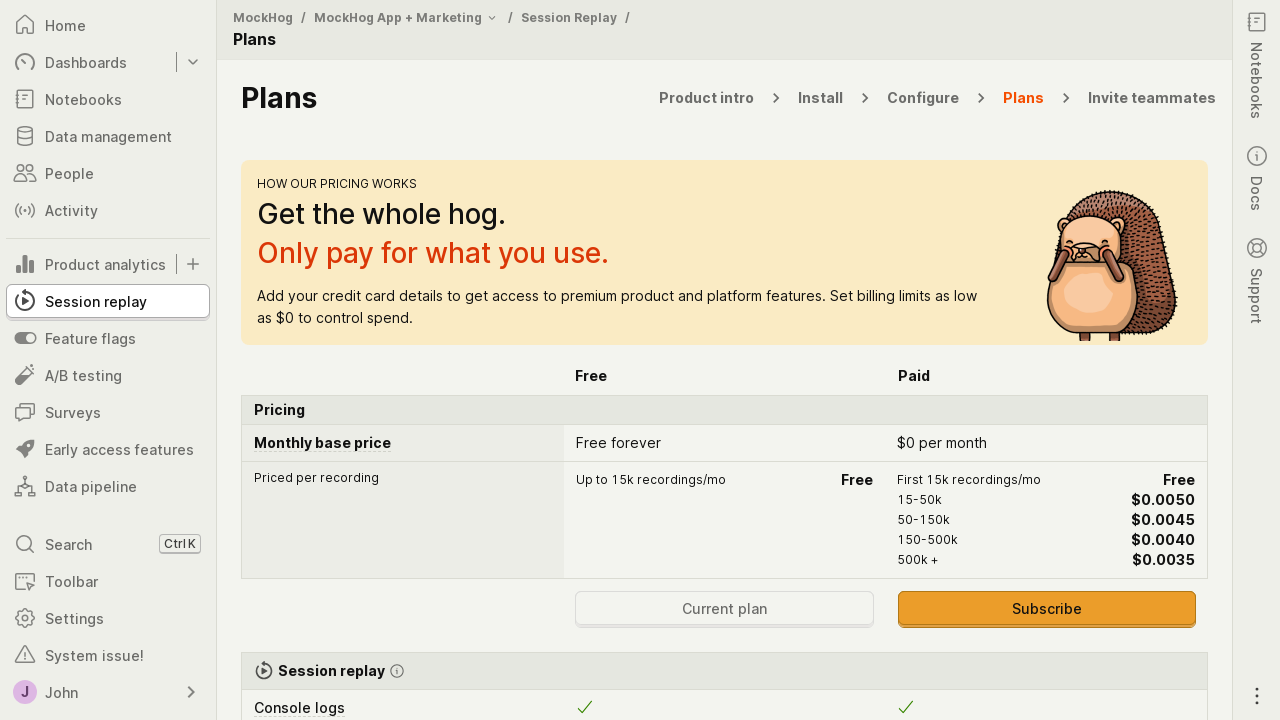 Home
Dashboards
Notebooks
Data management
People
Activity
Product analytics
Session replay
Feature flags
A/B testing
Surveys
Early access features
Data pipeline
Search Ctrl K
Toolbar
Settings
System issue!
J John
MockHog / MockHog App + Marketing / Session Replay /
Plans
Plans
Product intro Install Configure Plans Invite teammates
HOW OUR PRICING WORKS
Get the whole hog.
Only pay for what you use.
Add your credit card details to get access to premium product and platform features. Set billing limits as low
as $0 to control spend.
Free Paid
Pricing
Monthly base price Free forever $0 per month
Priced per recording Up to 15k recordings/mo Free First 15k recordings/mo Free
15-50k $0.0050
50-150k $0.0045
150-500k $0.0040
500k + $0.0035
Current plan Subscribe
Session replay
Console logs
Notebooks
Docs
Support